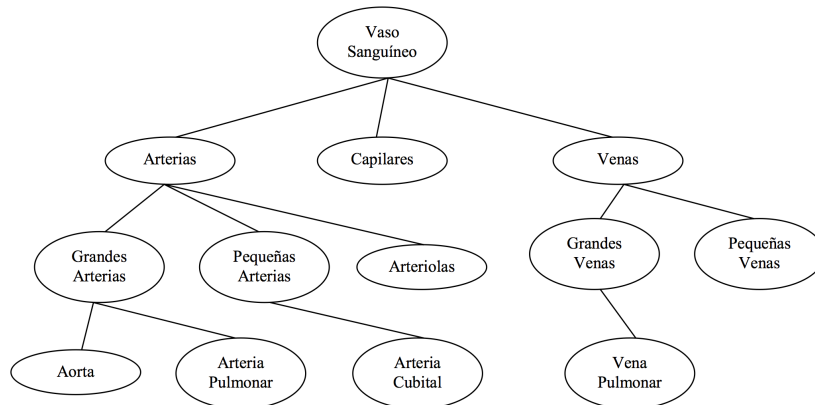 Vaso
Sanguíneo
Arterias
Capilares
Venas
Grandes
Arterias
Pequeñas
Arterias
Arteriolas
Grandes
Venas
Pequeñas
Venas
Aorta
Arteria
Pulmonar
Arteria
Cubital
Vena
Pulmonar